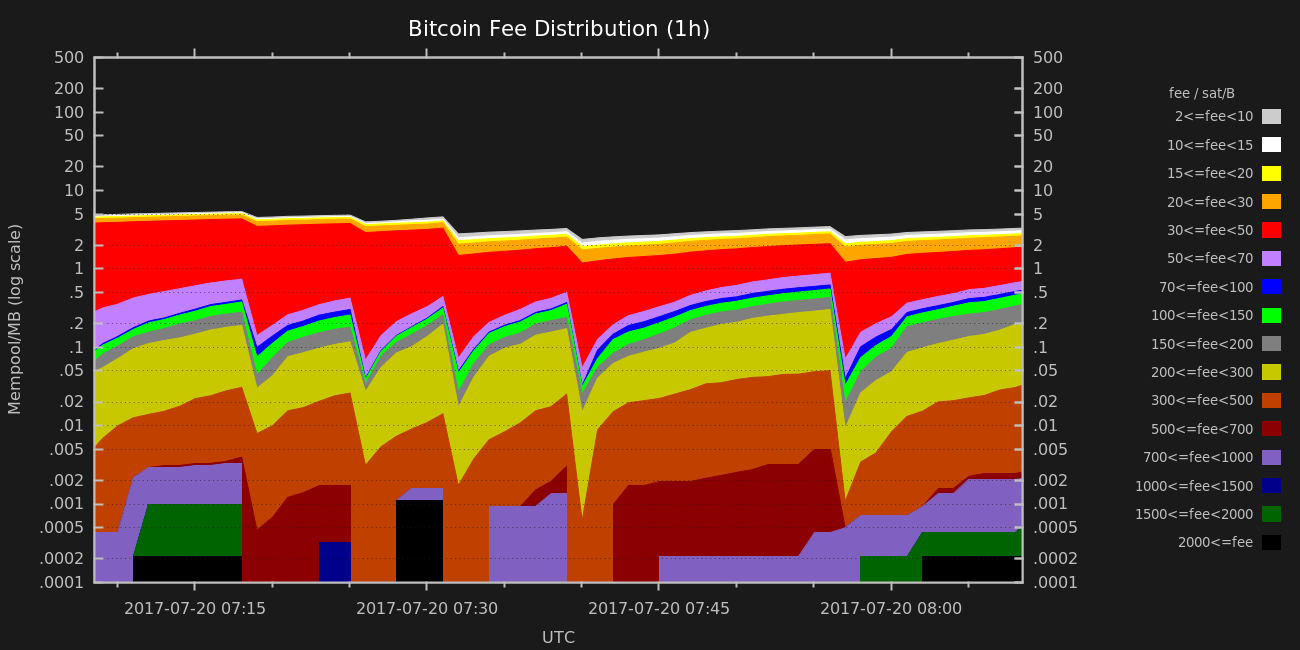 Bitcoin Fee Distribution (1h)
Mempool/MB (log scale)
500
200
100
50
20
10
5
2
1
.5
.2
.1
.05
.02
.01
.005
.002
.001
.0005
.0002
.0001
500
200
100
50
20
10
5
2
1
.5
.2
.1
.05
.02
.01
.005
.002
.001
.0005
.0002
.0001
2017-07-20 07:15
2017-07-20 07:30
2017-07-20 07:45
2017-07-20 08:00
UTC
fee / sat/B
2<=fee<10
10<=fee<15
15<=fee<20
20<=fee<30
30<=fee<50
50<=fee<70
70<=fee<100
100<=fee<150
150<=fee<200
200<=fee<300
300<=fee<500
500<=fee<700
700<=fee<1000
1000<=fee<1500
1500<=fee<2000
2000<=fee